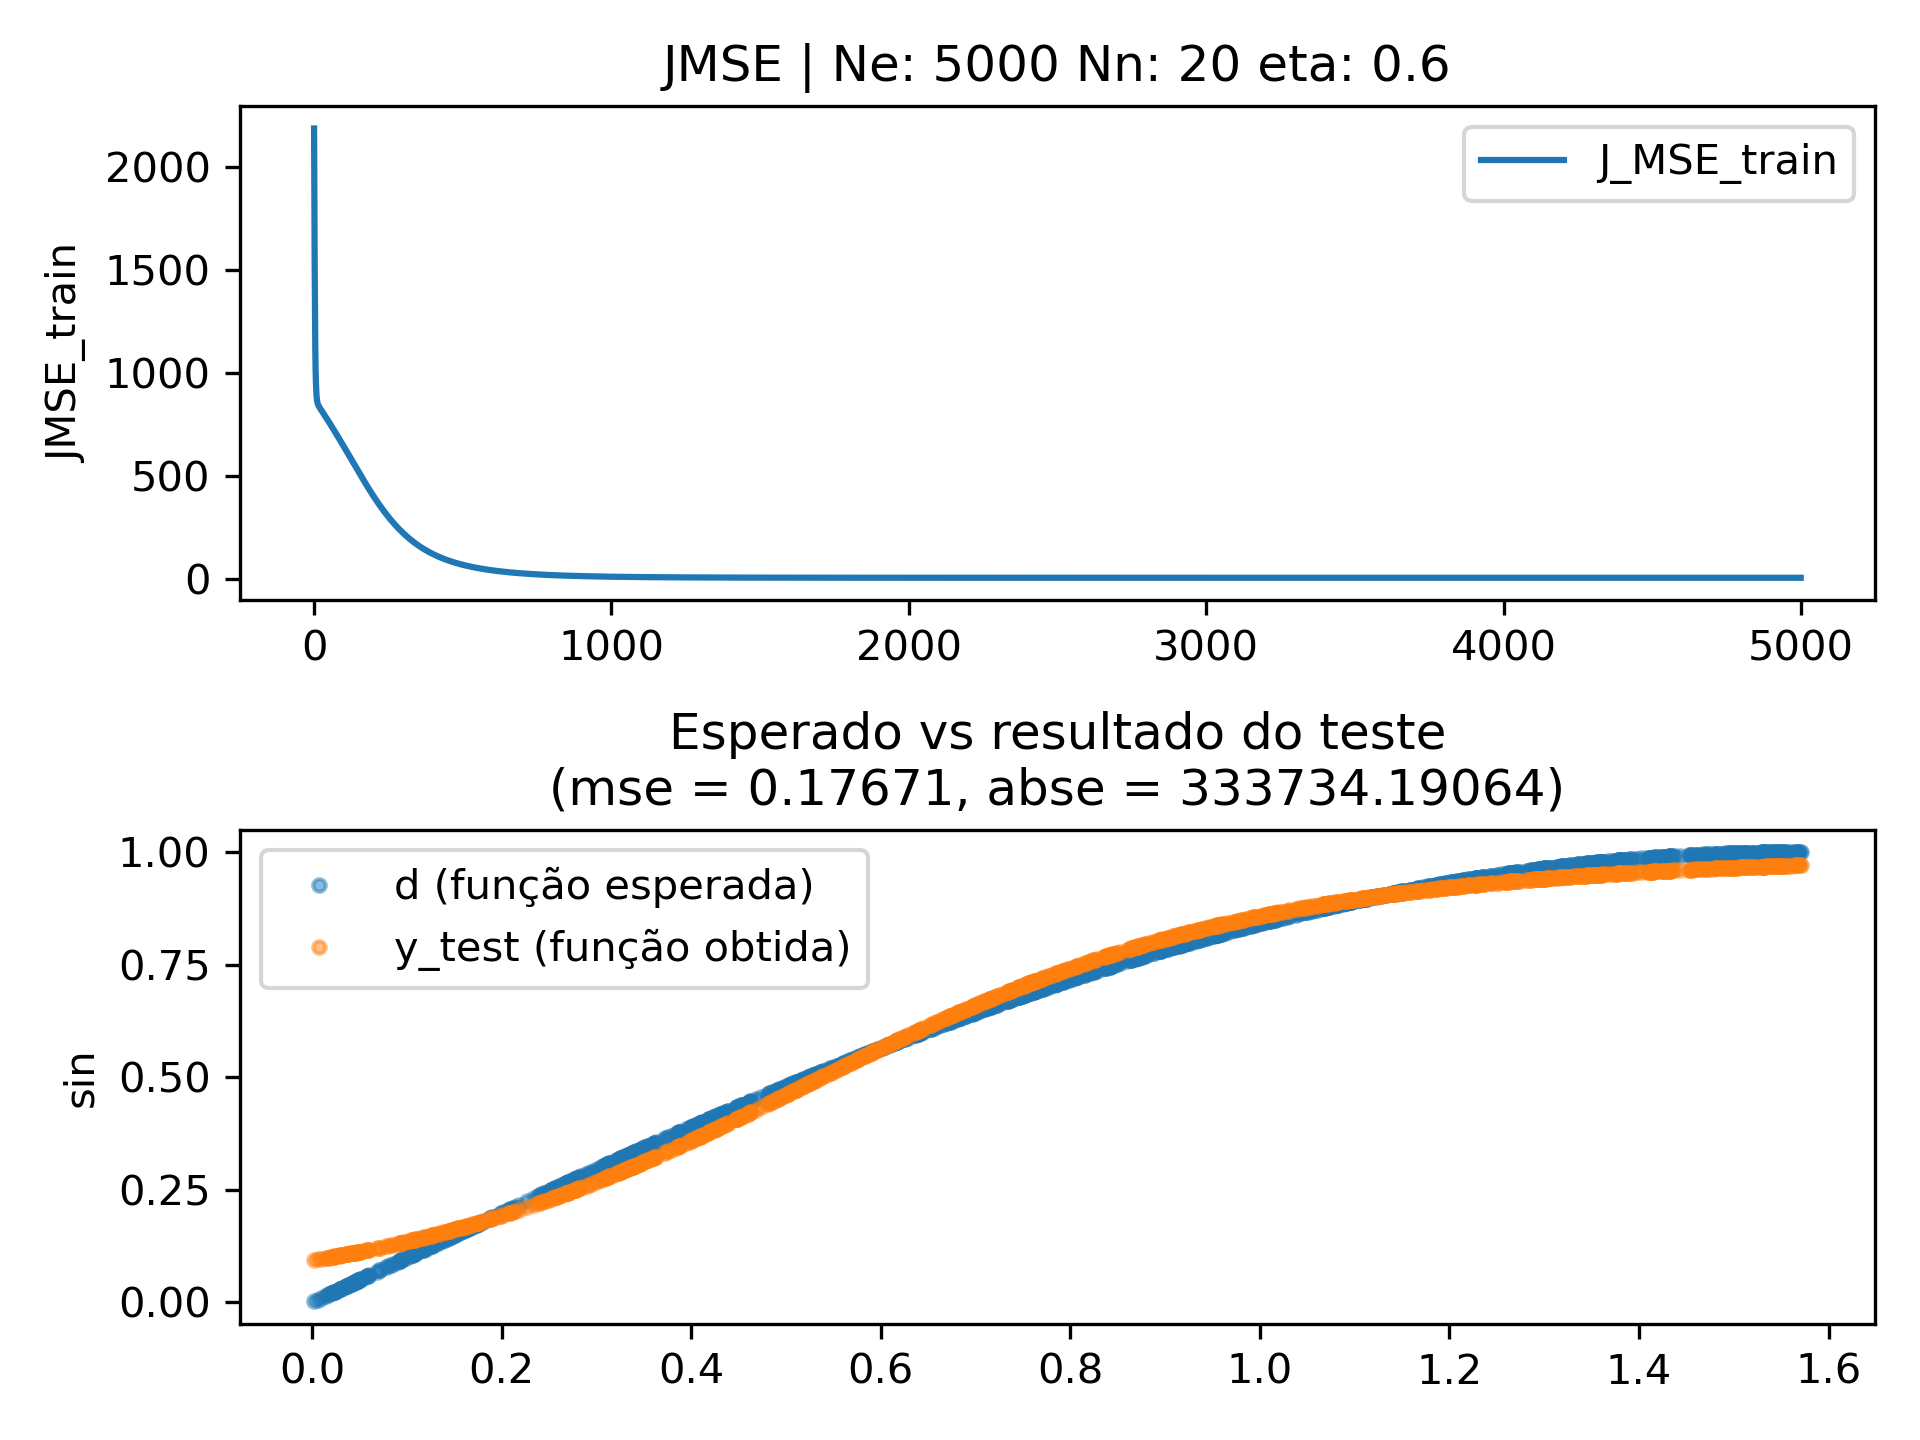 JMSE | Ne: 5000 Nn: 20 eta: 0.6
JMSE_train
2000
1500
1000
500
0
J_MSE_train
0 1000 2000 3000 4000 5000
Esperado vs resultado do teste
(mse = 0.17671, abse = 333734.19064)
sin
1.00
0.75
0.50
0.25
0.00
d (função esperada)
y_test (função obtida)
0.0 0.2 0.4 0.6 0.8 1.0 1.2 1.4 1.6